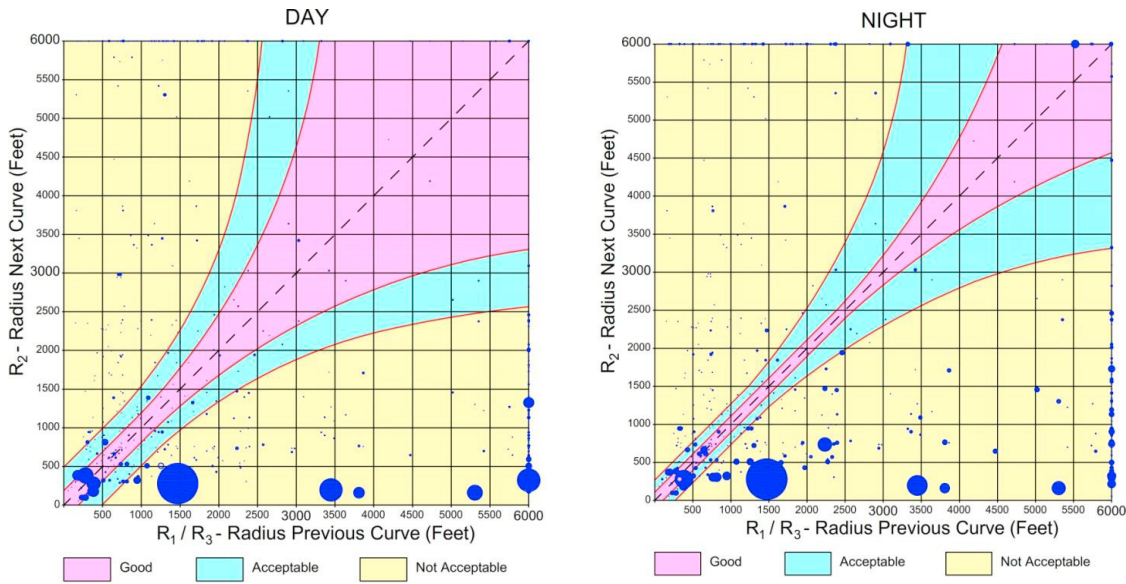 DAY
6000
5500
5000
4500
4000
3500
3000
2500
2000
1500
1000
500
0
R₂ - Radius Next Curve (Feet)
500 1000 1500 2000 2500 3000 3500 4000 4500 5000 5500 6000
R₁ / R₃ - Radius Previous Curve (Feet)
Good Acceptable Not Acceptable
NIGHT
6000
5500
5000
4500
4000
3500
3000
2500
2000
1500
1000
500
0
R₂ - Radius Next Curve (Feet)
500 1000 1500 2000 2500 3000 3500 4000 4500 5000 5500 6000
R₁ / R₃ - Radius Previous Curve (Feet)
Good Acceptable Not Acceptable